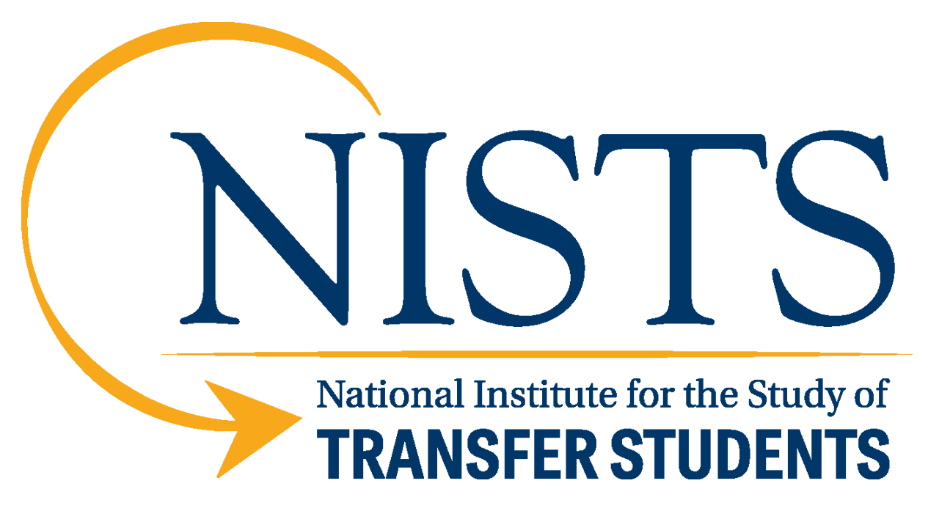 NISTS
National Institute for the Study of
TRANSFER STUDENTS